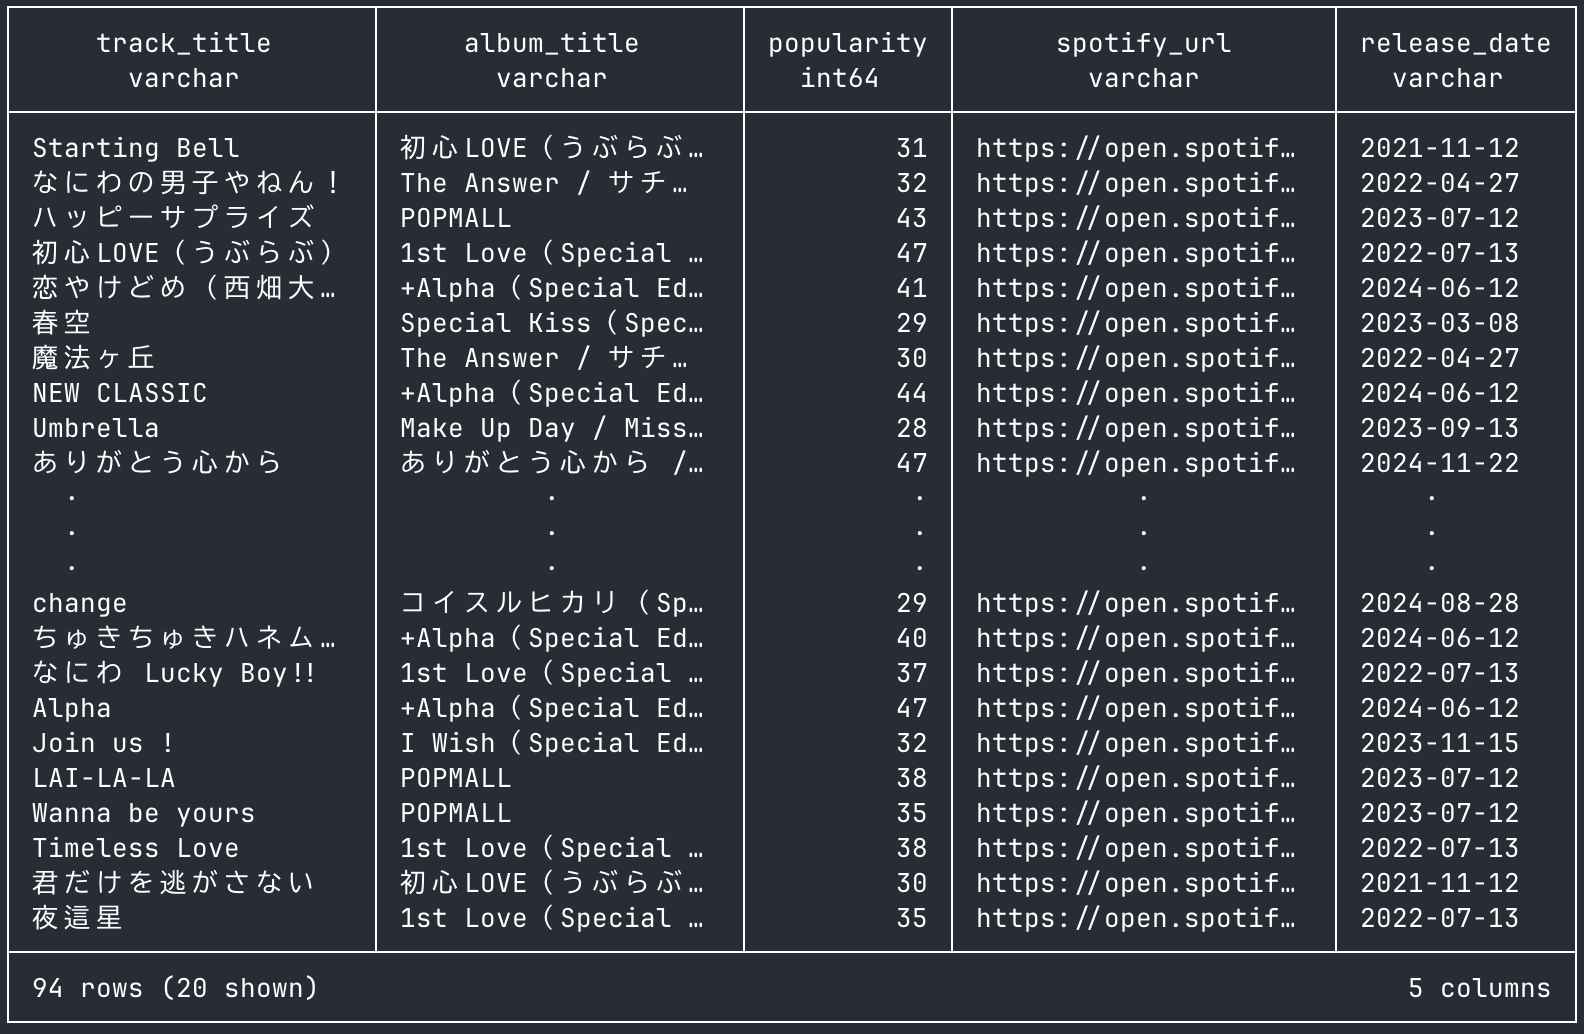 track_title album_title popularity spotify_url release_date
varchar varchar int64 varchar varchar
Starting Bell 初心LOVE（うぶらぶ… 31 https://open.spotif… 2021-11-12
なにわの男子やねん！ The Answer / サチ… 32 https://open.spotif… 2022-04-27
ハッピーサプライズ POPMALL 43 https://open.spotif… 2023-07-12
初心LOVE（うぶらぶ） 1st Love（Special … 47 https://open.spotif… 2022-07-13
恋やけどめ（西畑大… +Alpha（Special Ed… 41 https://open.spotif… 2024-06-12
春空 Special Kiss（Spec… 29 https://open.spotif… 2023-03-08
魔法ヶ丘 The Answer / サチ… 30 https://open.spotif… 2022-04-27
NEW CLASSIC +Alpha（Special Ed… 44 https://open.spotif… 2024-06-12
Umbrella Make Up Day / Miss… 28 https://open.spotif… 2023-09-13
ありがとう心から ありがとう心から /… 47 https://open.spotif… 2024-11-22
· · · · ·
· · · · ·
· · · · ·
change コイスルヒカリ（Sp… 29 https://open.spotif… 2024-08-28
ちゅきちゅきハネム… +Alpha（Special Ed… 40 https://open.spotif… 2024-06-12
なにわ Lucky Boy!! 1st Love（Special … 37 https://open.spotif… 2022-07-13
Alpha +Alpha（Special Ed… 47 https://open.spotif… 2024-06-12
Join us ! I Wish（Special Ed… 32 https://open.spotif… 2023-11-15
LAI-LA-LA POPMALL 38 https://open.spotif… 2023-07-12
Wanna be yours POPMALL 35 https://open.spotif… 2023-07-12
Timeless Love 1st Love（Special … 38 https://open.spotif… 2022-07-13
君だけを逃がさない 初心LOVE（うぶらぶ… 30 https://open.spotif… 2021-11-12
夜這星 1st Love（Special … 35 https://open.spotif… 2022-07-13
94 rows (20 shown) 5 columns